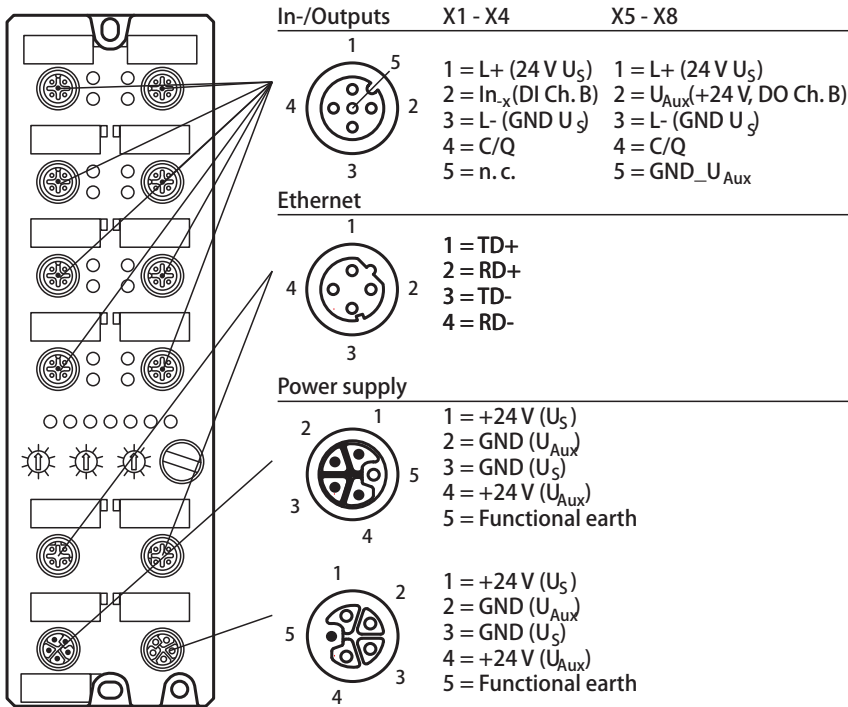 In-/Outputs X1 - X4 X5 - X8
1
5
4
2
3
1 = L+ (24 V US) 1 = L+ (24 V US)
2 = In-x (DI Ch. B) 2 = UAux(+24 V, DO Ch. B)
3 = L- (GND US) 3 = L- (GND US)
4 = C/Q 4 = C/Q
5 = n. c. 5 = GND_UAux
Ethernet
1
4
2
3
1 = TD+
2 = RD+
3 = TD-
4 = RD-
Power supply
1
2
5
3
4
1 = +24 V (US)
2 = GND (UAux)
3 = GND (US)
4 = +24 V (UAux)
5 = Functional earth
1
2
5
3
4
1 = +24 V (US)
2 = GND (UAux)
3 = GND (US)
4 = +24 V (UAux)
5 = Functional earth